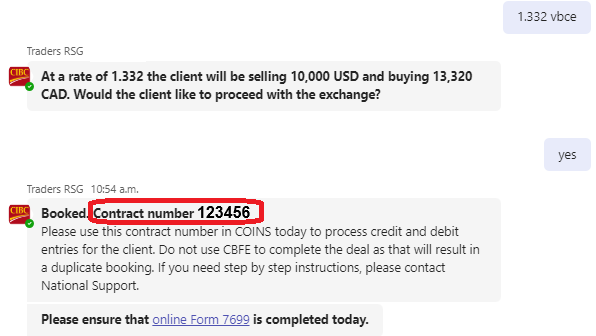 1.332 vbce
Traders RSG
CIBC
At a rate of 1.332 the client will be selling 10,000 USD and buying 13,320
CAD. Would the client like to proceed with the exchange?
yes
Traders RSG 10:54 a.m.
CIBC
Booked. Contract number 123456
Please use this contract number in COINS today to process credit and debit
entries for the client. Do not use CBFE to complete the deal as that will result in
a duplicate booking. If you need step by step instructions, please contact
National Support.
Please ensure that online Form 7699 is completed today.